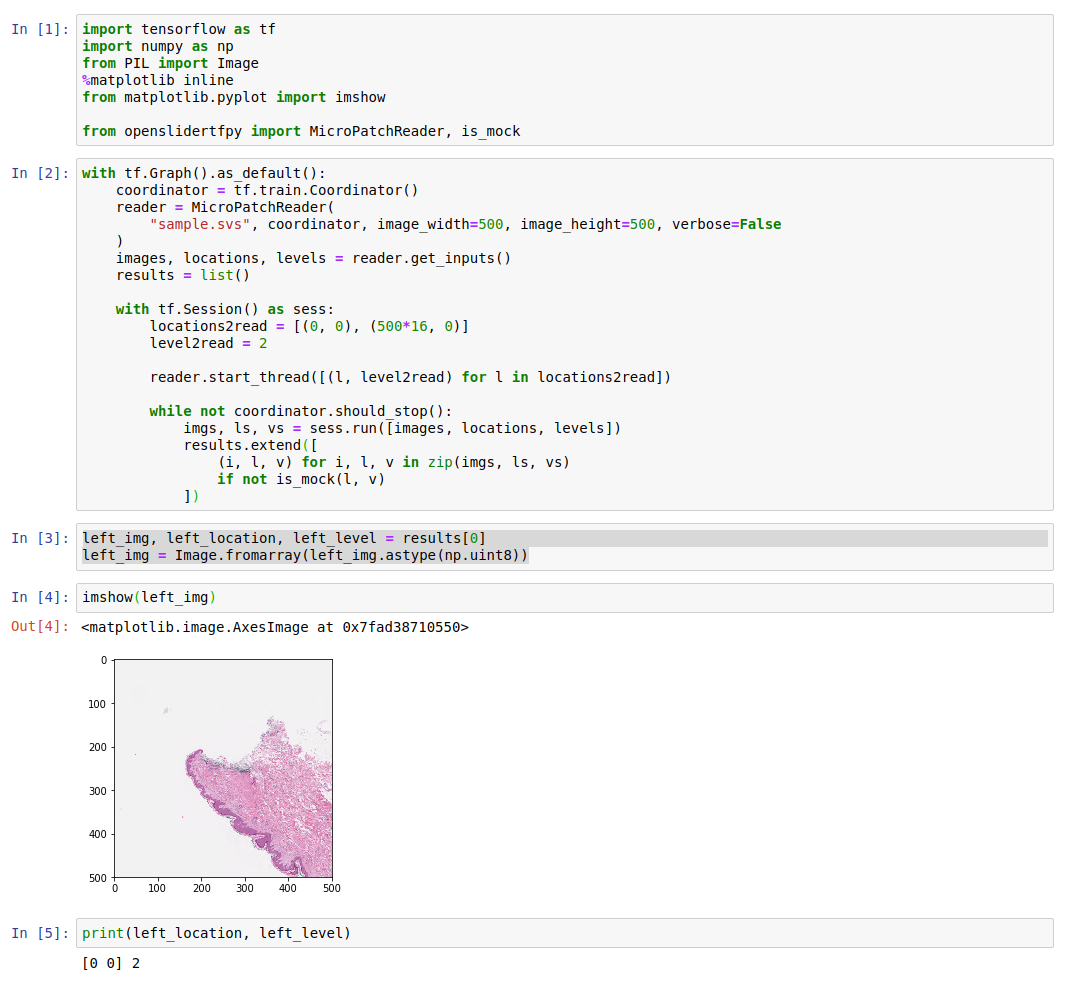 In [1]:
import tensorflow as tf
import numpy as np
from PIL import Image
%matplotlib inline
from matplotlib.pyplot import imshow
from openslidertfpy import MicroPatchReader, is_mock
In [2]:
with tf.Graph().as_default():
    coordinator = tf.train.Coordinator()
    reader = MicroPatchReader(
        "sample.svs", coordinator, image_width=500, image_height=500, verbose=False
    )
    images, locations, levels = reader.get_inputs()
    results = list()
    with tf.Session() as sess:
        locations2read = [(0, 0), (500*16, 0)]
        level2read = 2
        reader.start_thread([(l, level2read) for l in locations2read])
        while not coordinator.should_stop():
            imgs, ls, vs = sess.run([images, locations, levels])
            results.extend([
                (i, l, v) for i, l, v in zip(imgs, ls, vs)
                if not is_mock(l, v)
            ])
In [3]:
left_img, left_location, left_level = results[0]
left_img = Image.fromarray(left_img.astype(np.uint8))
In [4]:
imshow(left_img)
Out[4]:
<matplotlib.image.AxesImage at 0x7fad38710550>
0
100
200
300
400
500
0 100 200 300 400 500
In [5]:
print(left_location, left_level)
[0 0] 2